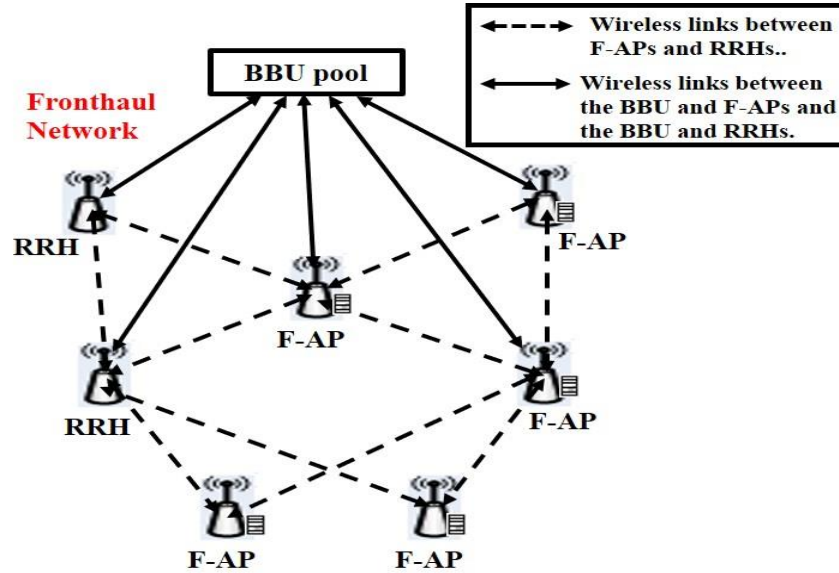 BBU pool
Wireless links between
F-APs and RRHs..
Wireless links between
the BBU and F-APs and
the BBU and RRHs.
Fronthaul
Network
RRH
F-AP
F-AP
RRH
F-AP
F-AP
F-AP